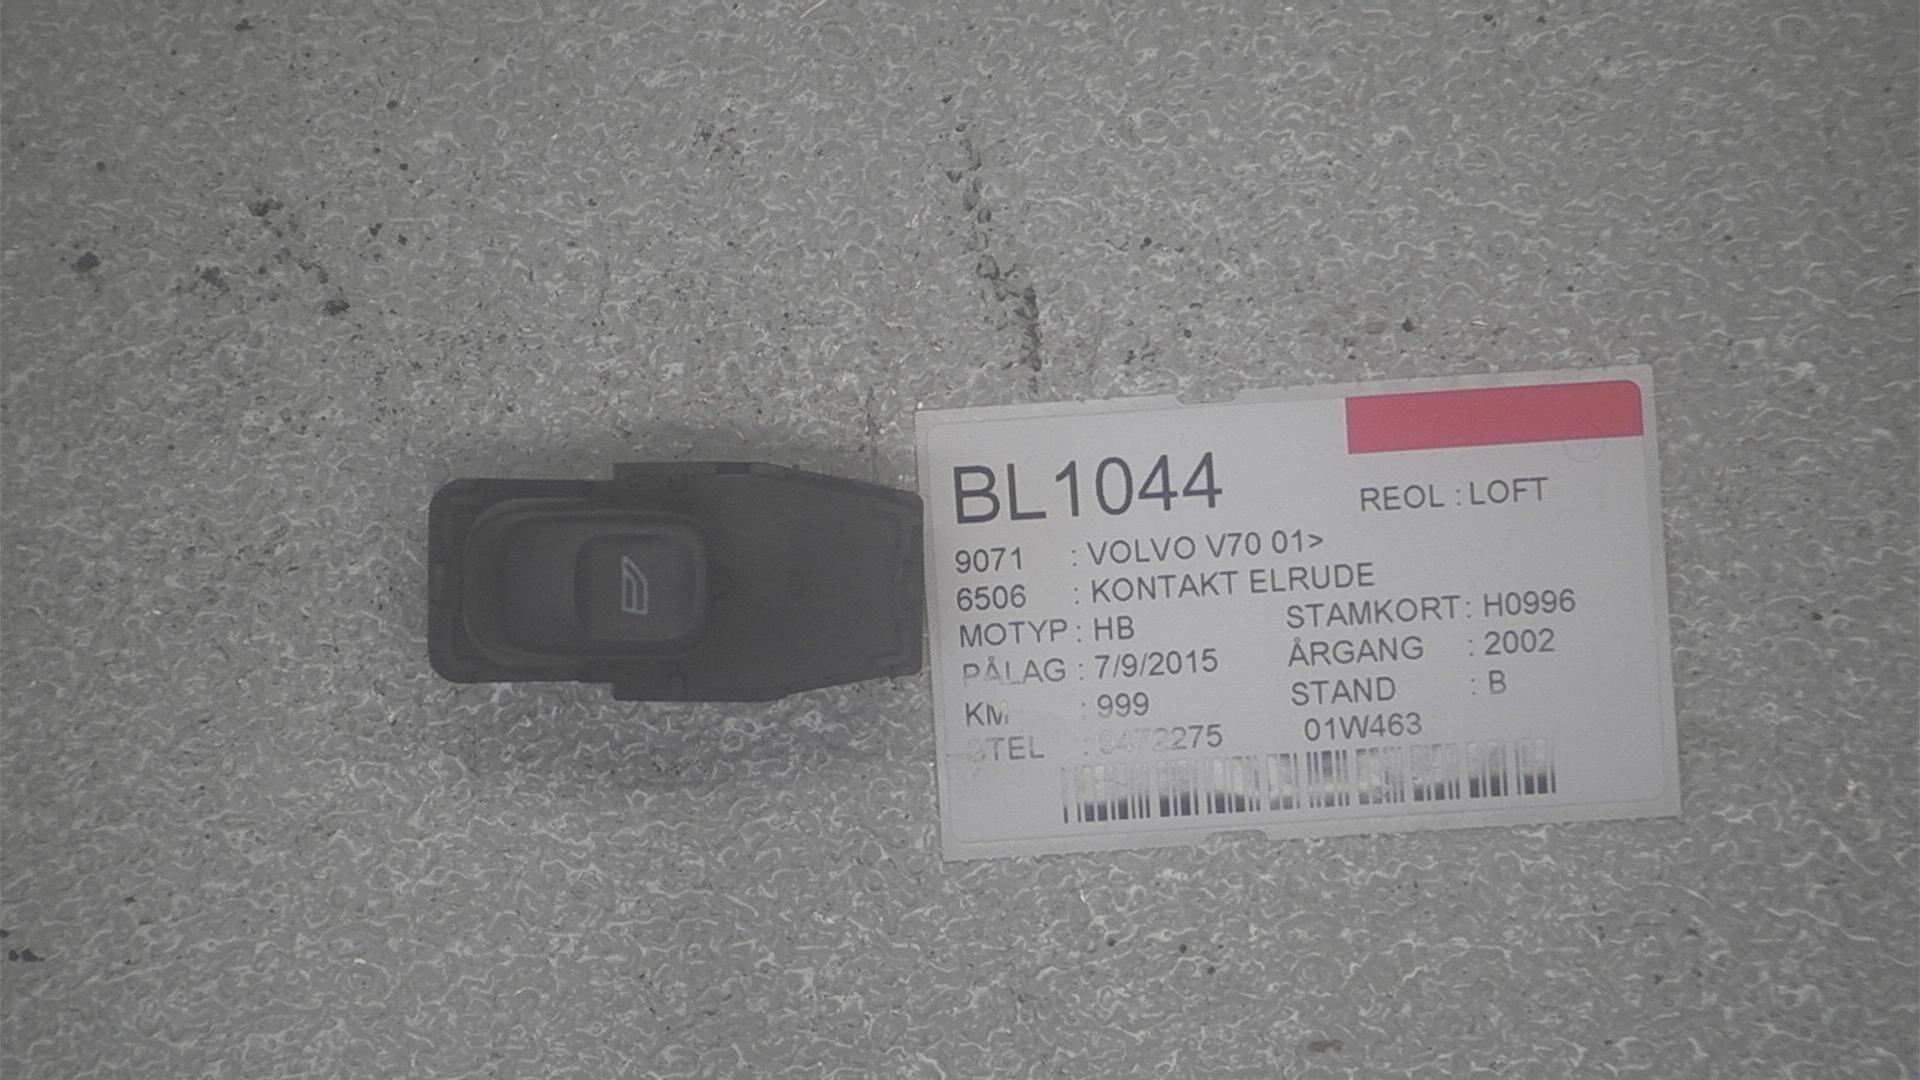 BL1044
REOL : LOFT
9071 : VOLVO V70 01>
6506 : KONTAKT ELRUDE
MOTYP : HB STAMKORT : H0996
PÅLAG : 7/9/2015 ÅRGANG : 2002
KM : 999 STAND : B
STEL : 9472275 01W463